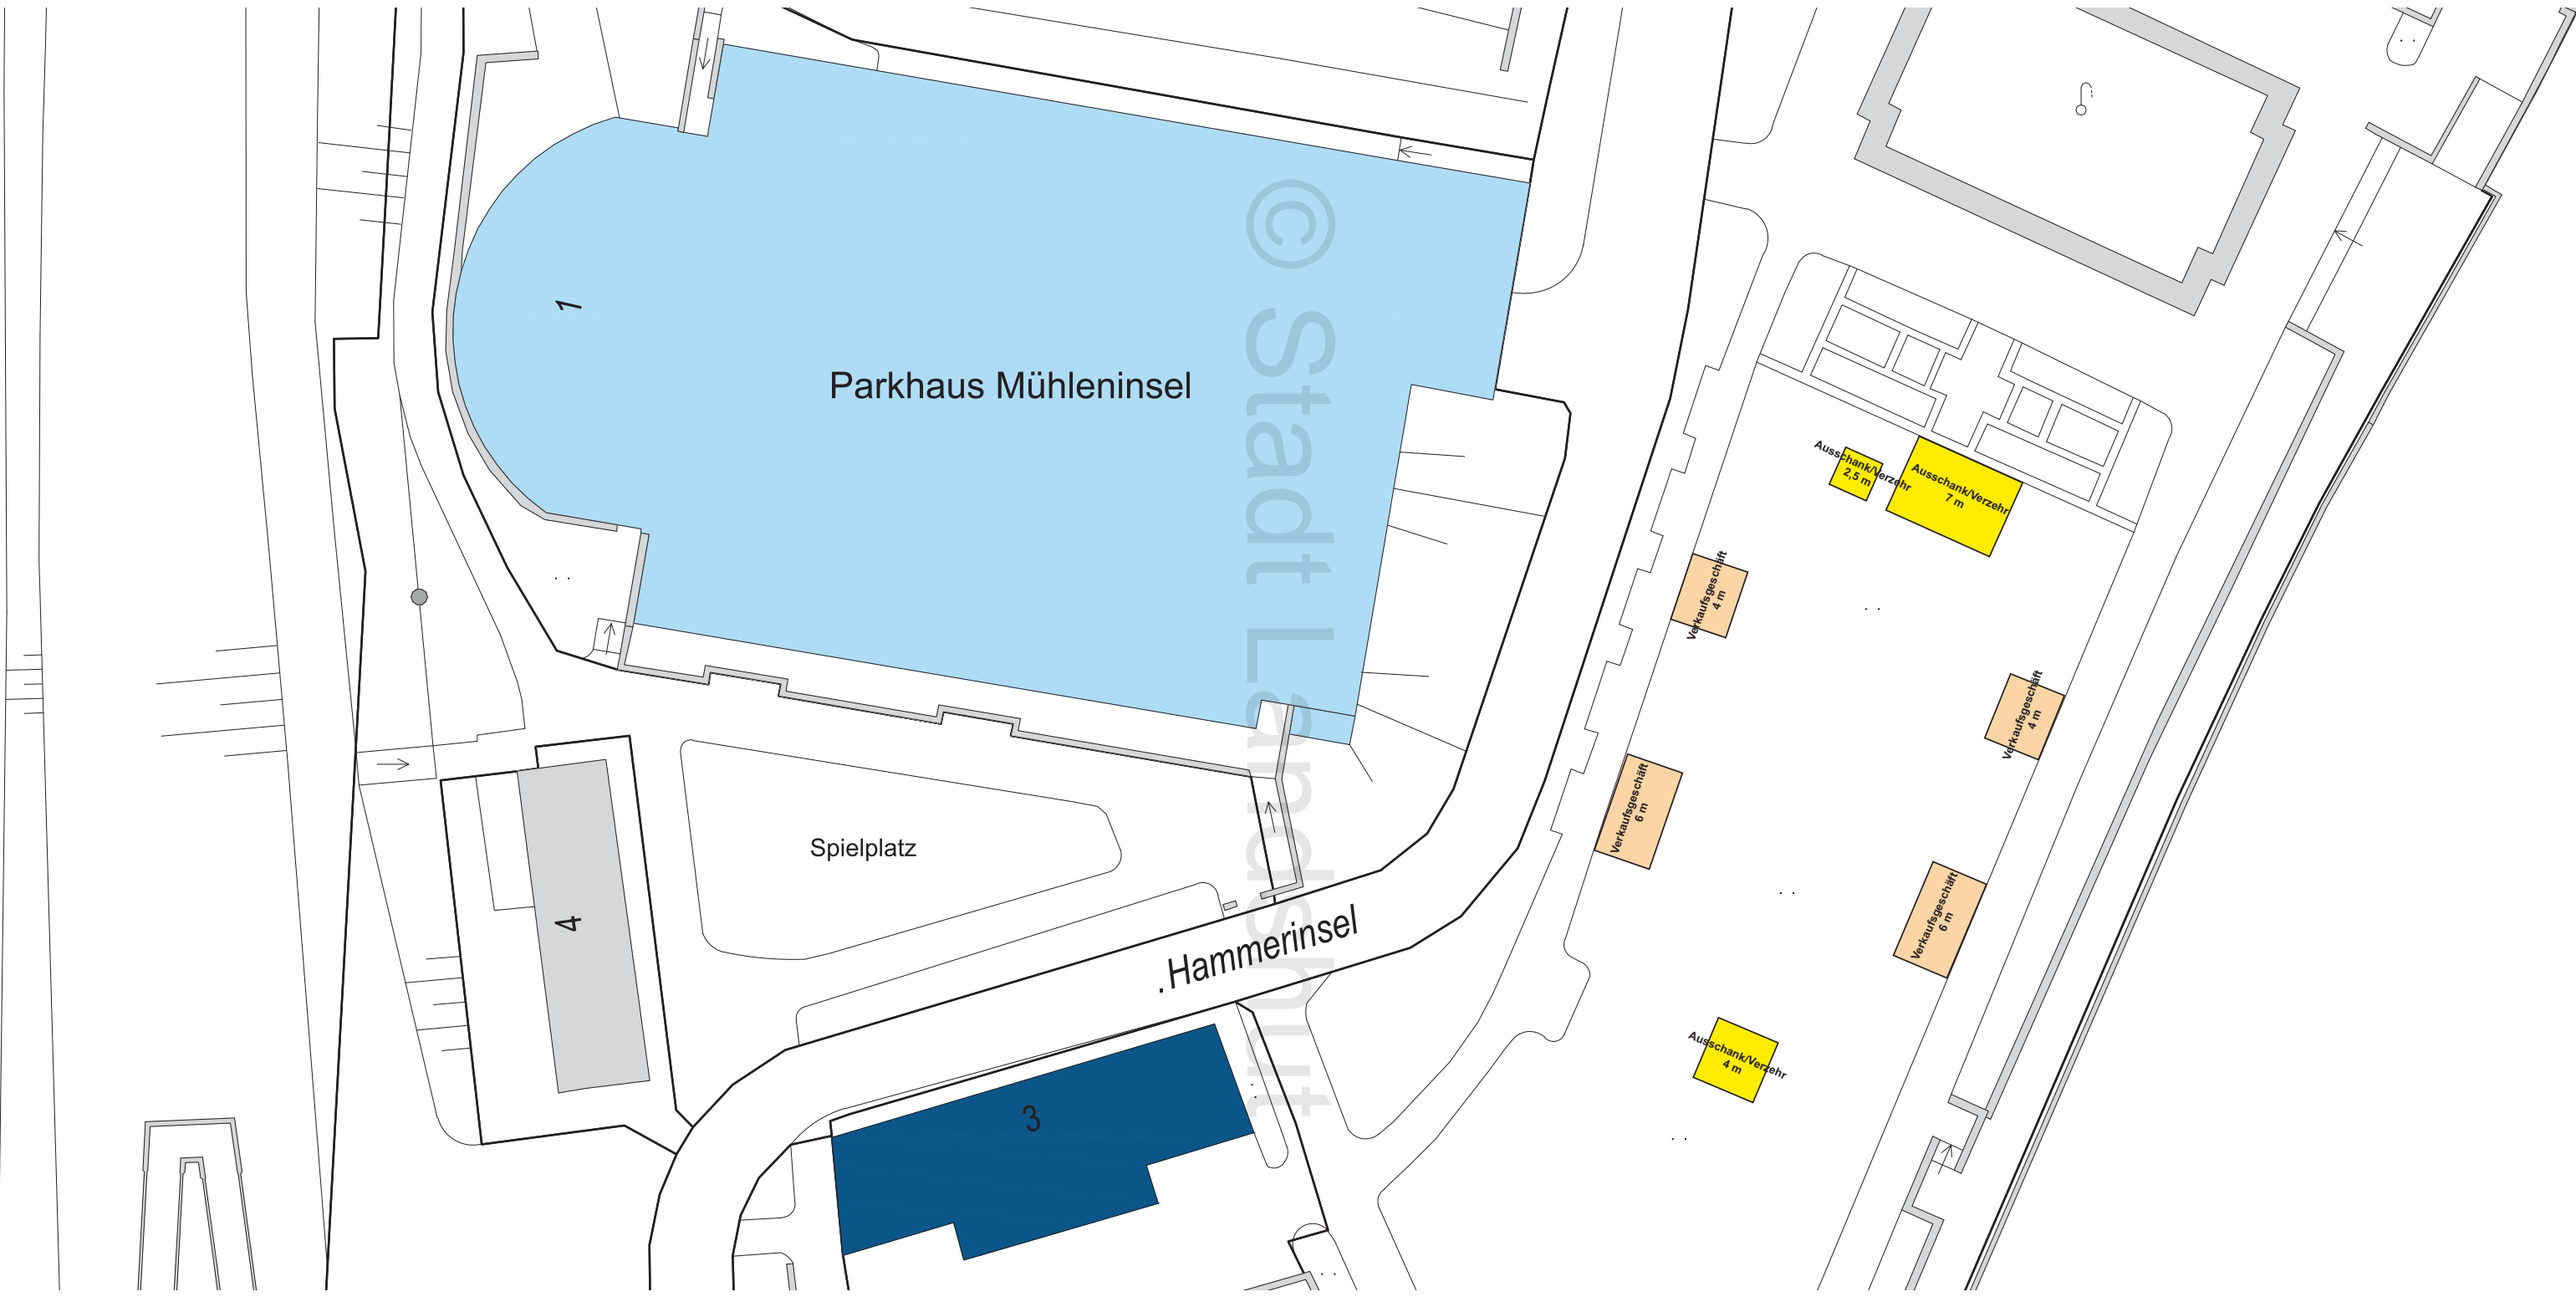 1
Parkhaus Mühleninsel
© Stadt Landshut
Ausschank/Verzehr
2,5 m
Ausschank/Verzehr
7 m
Verkaufsgeschäft
4 m
Verkaufsgeschäft
4 m
Verkaufsgeschäft
6 m
Verkaufsgeschäft
6 m
Spielplatz
4
Hammerinsel
3
Ausschank/Verzehr
4 m